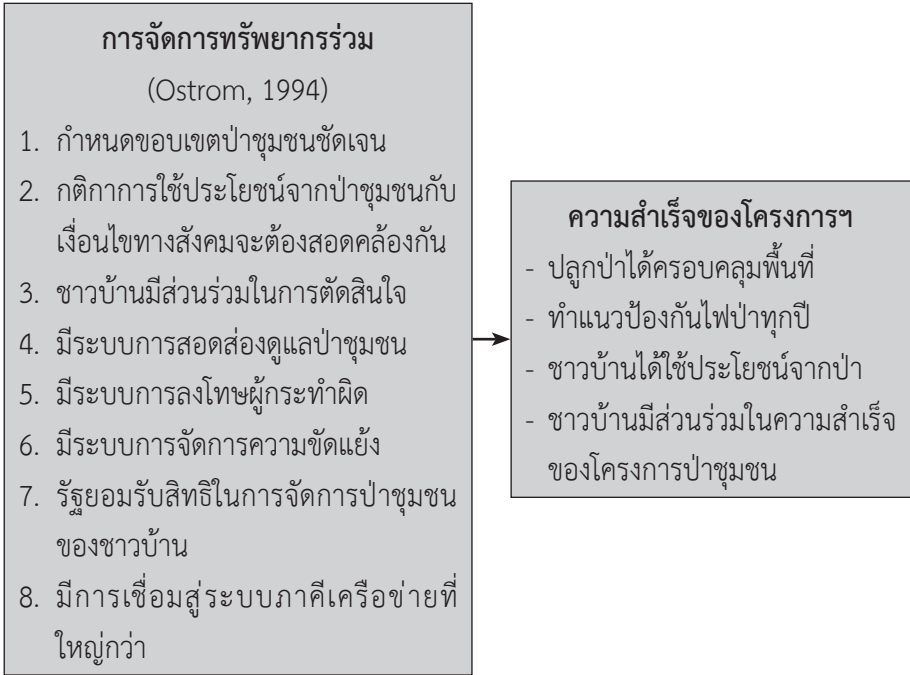 การจัดการทรัพยากรร่วม
(Ostrom, 1994)
1. กำหนดขอบเขตป่าชุมชนชัดเจน
2. กติกาการใช้ประโยชน์จากป่าชุมชนกับ
เงื่อนไขทางสังคมจะต้องสอดคล้องกัน
3. ชาวบ้านมีส่วนร่วมในการตัดสินใจ
4. มีระบบการสอดส่องดูแลป่าชุมชน
5. มีระบบการลงโทษผู้กระทำผิด
6. มีระบบการจัดการความขัดแย้ง
7. รัฐยอมรับสิทธิในการจัดการป่าชุมชน
ของชาวบ้าน
8. มีการเชื่อมสู่ระบบภาคีเครือข่ายที่
ใหญ่กว่า
ความสำเร็จของโครงการฯ
- ปลูกป่าได้ครอบคลุมพื้นที่
- ทำแนวป้องกันไฟป่าทุกปี
- ชาวบ้านได้ใช้ประโยชน์จากป่า
- ชาวบ้านมีส่วนร่วมในความสำเร็จ
ของโครงการป่าชุมชน